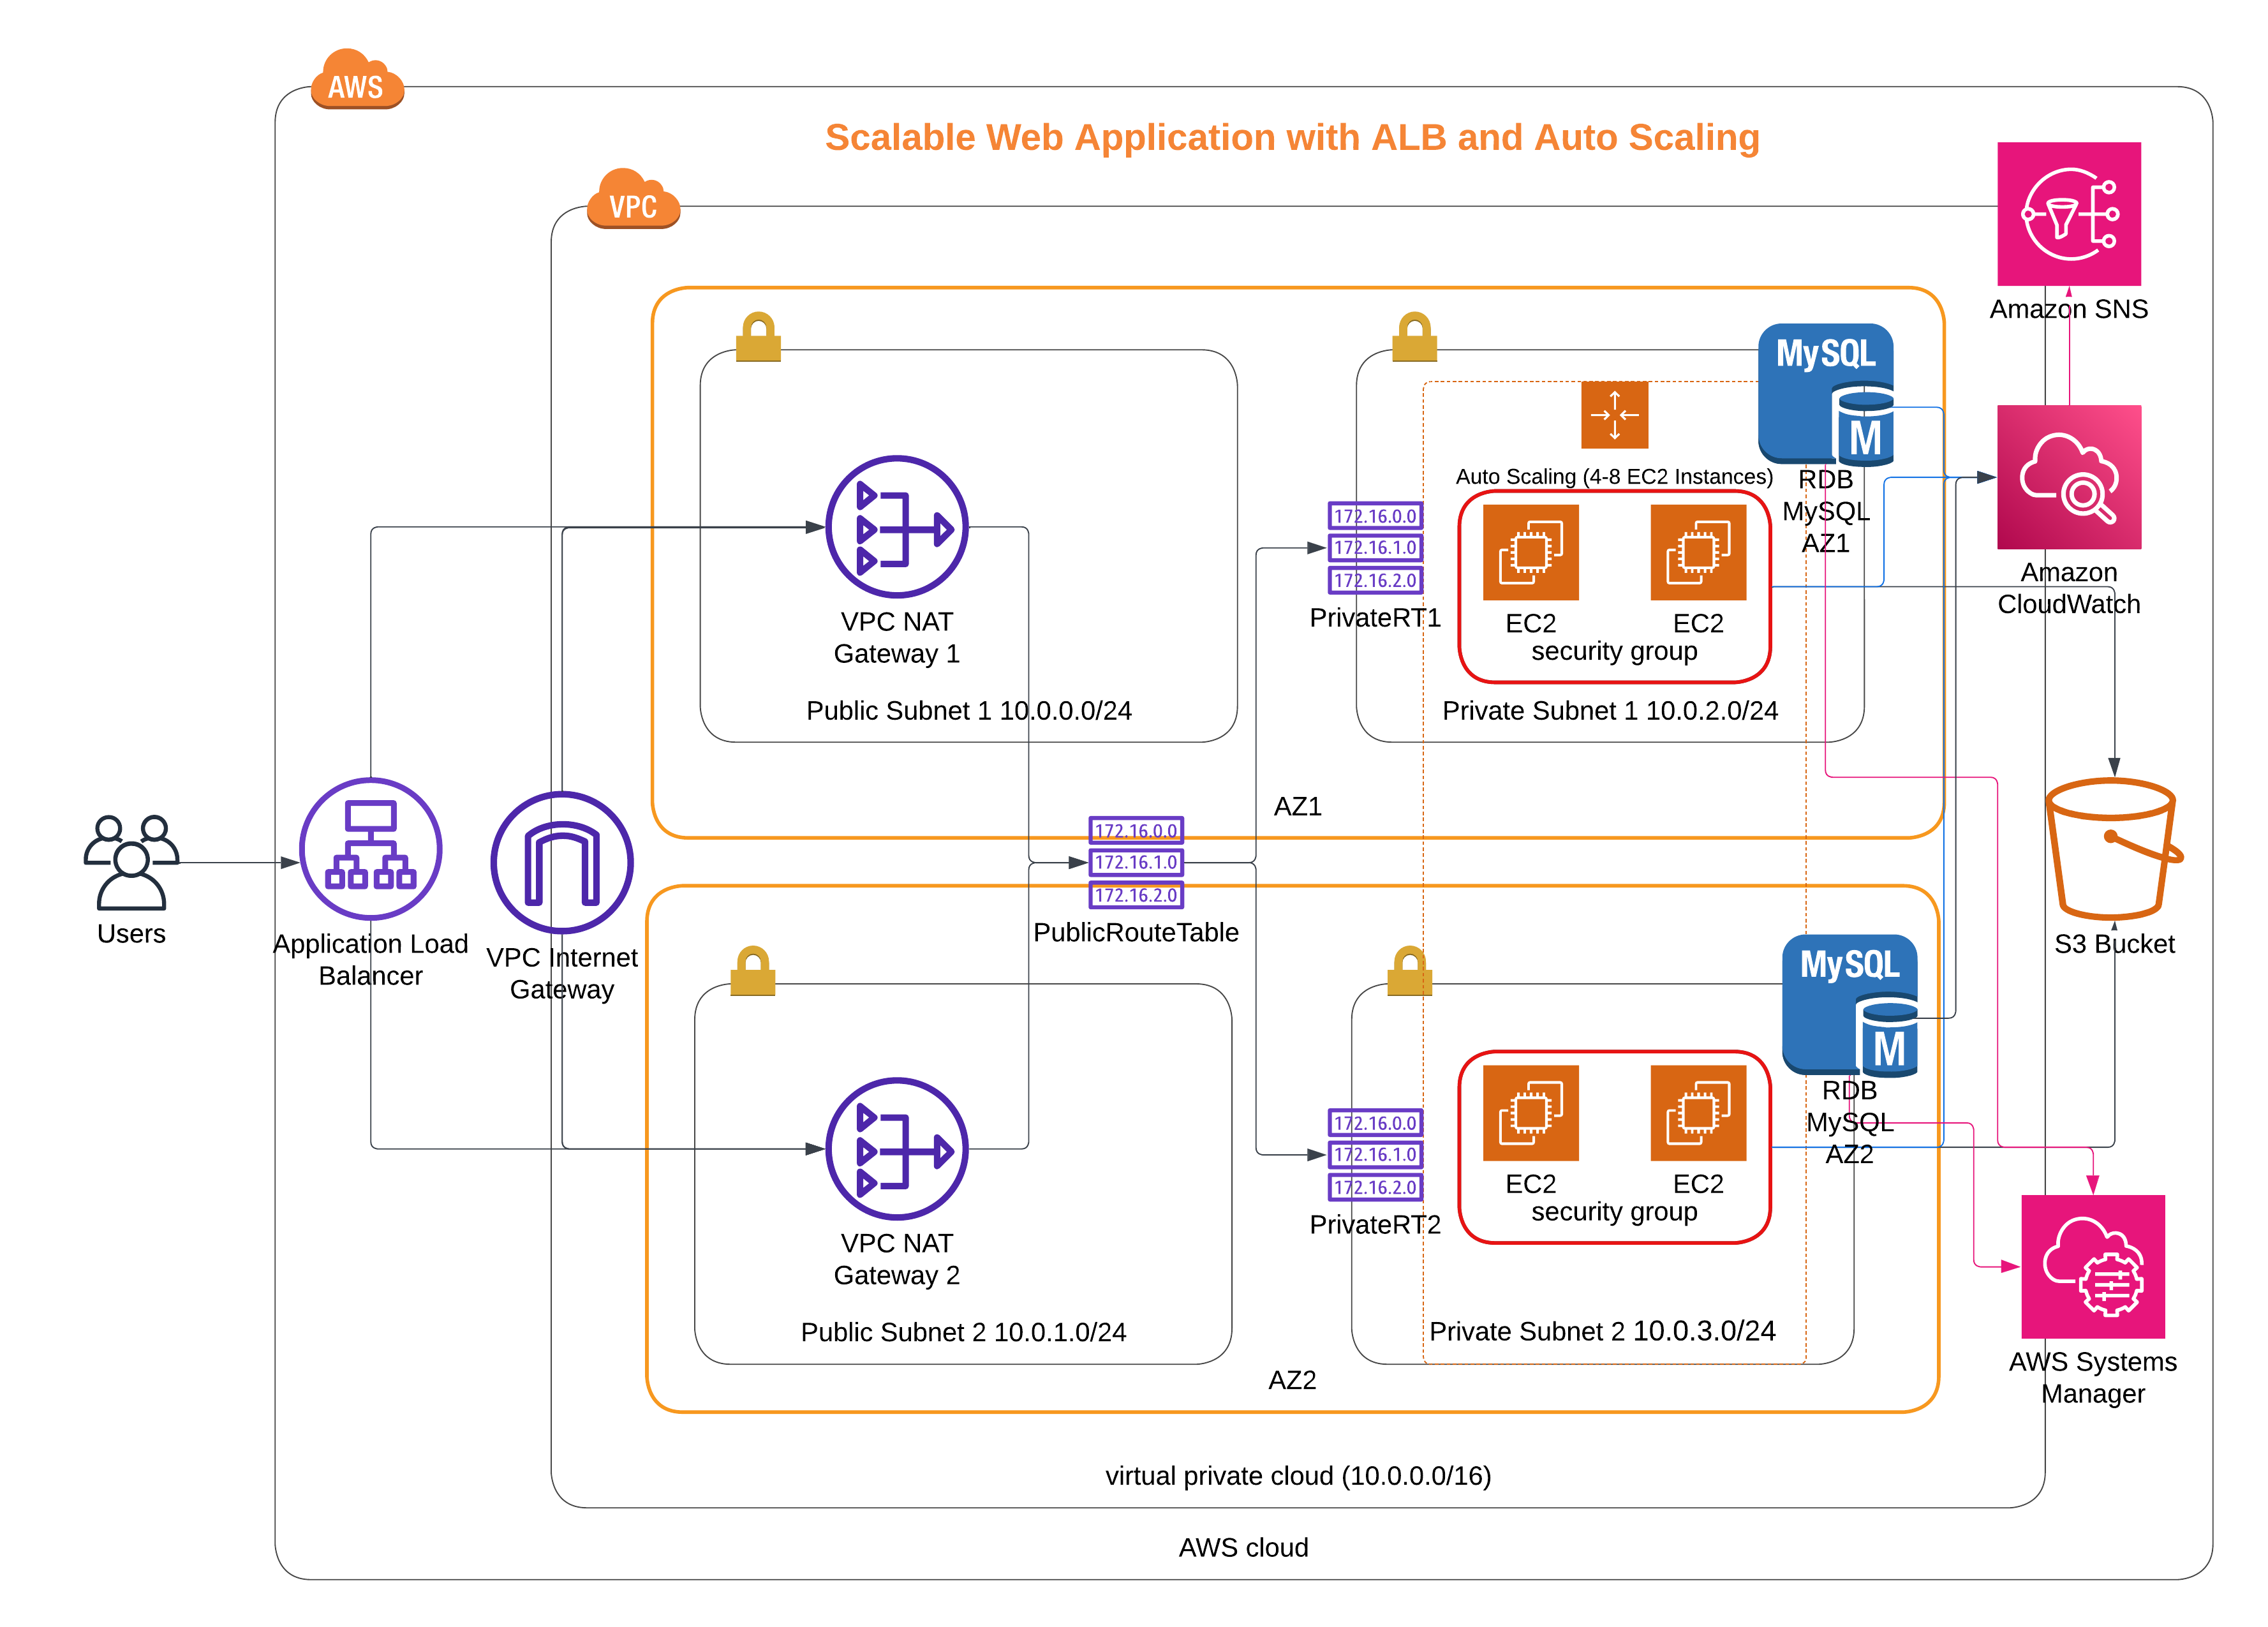 AWS
Scalable Web Application with ALB and Auto Scaling
VPC
Amazon SNS
MySQL
M
Auto Scaling (4-8 EC2 Instances)
RDB
MySQL
AZ1
172.16.0.0
172.16.1.0
172.16.2.0
PrivateRT1
EC2
EC2
security group
Amazon
CloudWatch
VPC NAT
Gateway 1
Public Subnet 1 10.0.0.0/24
Private Subnet 1 10.0.2.0/24
AZ1
172.16.0.0
172.16.1.0
172.16.2.0
PublicRouteTable
Users
Application Load
Balancer
VPC Internet
Gateway
S3 Bucket
MySQL
M
RDB
MySQL
AZ2
172.16.0.0
172.16.1.0
172.16.2.0
PrivateRT2
EC2
EC2
security group
VPC NAT
Gateway 2
Public Subnet 2 10.0.1.0/24
Private Subnet 2 10.0.3.0/24
AZ2
AWS Systems
Manager
virtual private cloud (10.0.0.0/16)
AWS cloud